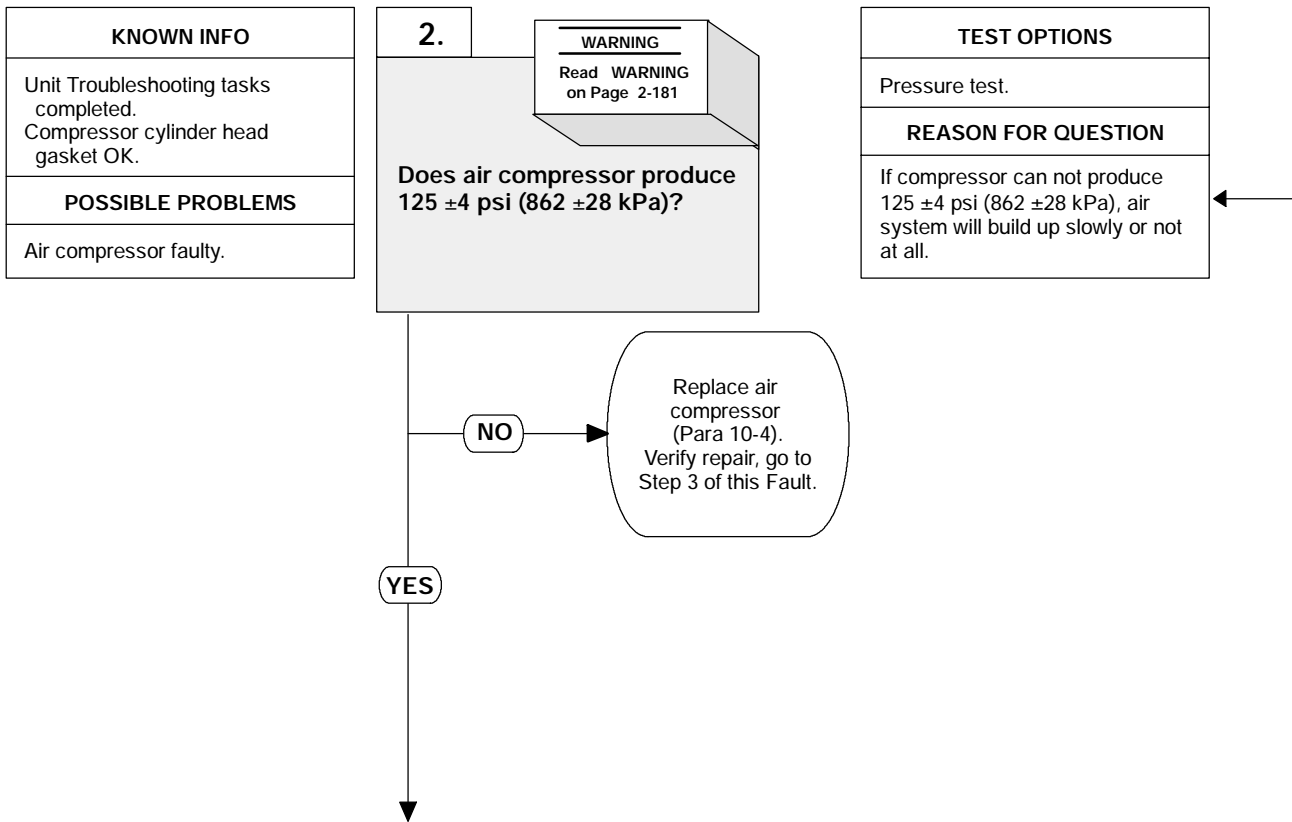 KNOWN INFO
Unit Troubleshooting tasks
completed.
Compressor cylinder head
gasket OK.
POSSIBLE PROBLEMS
Air compressor faulty.
2.
WARNING
Read WARNING
on Page 2-181
Does air compressor produce
125 ±4 psi (862 ±28 kPa)?
TEST OPTIONS
Pressure test.
REASON FOR QUESTION
If compressor can not produce
125 ±4 psi (862 ±28 kPa), air
system will build up slowly or not
at all.
NO
Replace air
compressor
(Para 10-4).
Verify repair, go to
Step 3 of this Fault.
YES